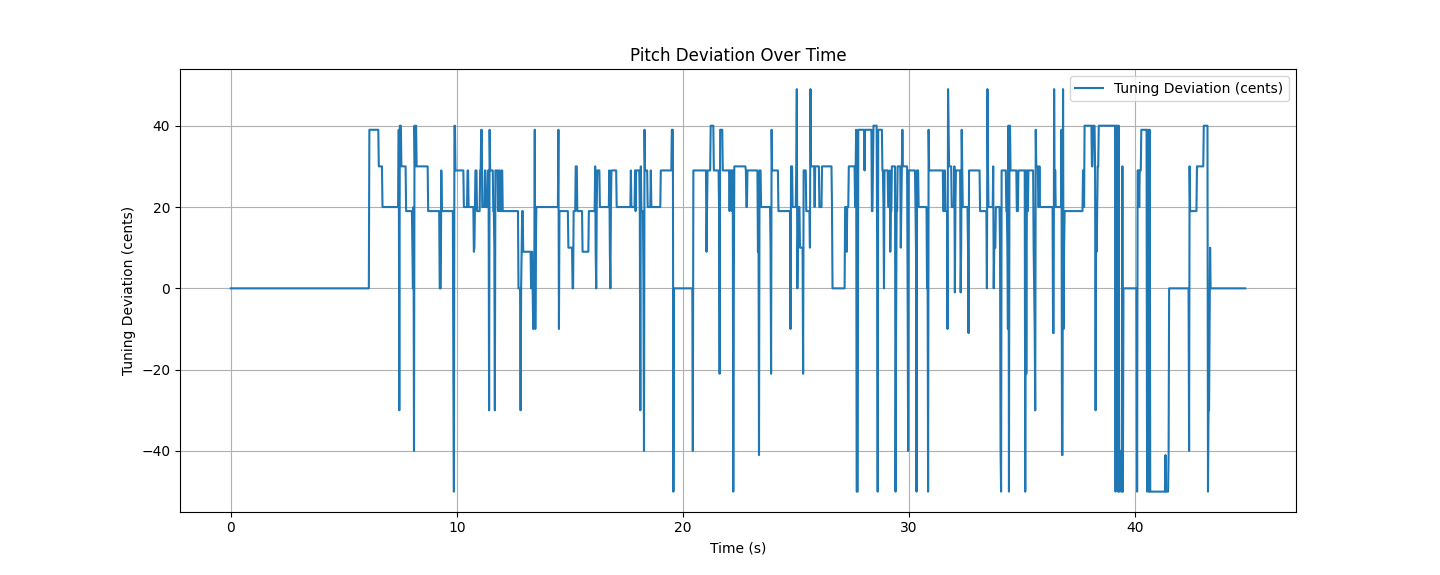 Pitch Deviation Over Time
Tuning Deviation (cents)
Tuning Deviation (cents)
40
20
0
−20
−40
0 10 20 30 40
Time (s)